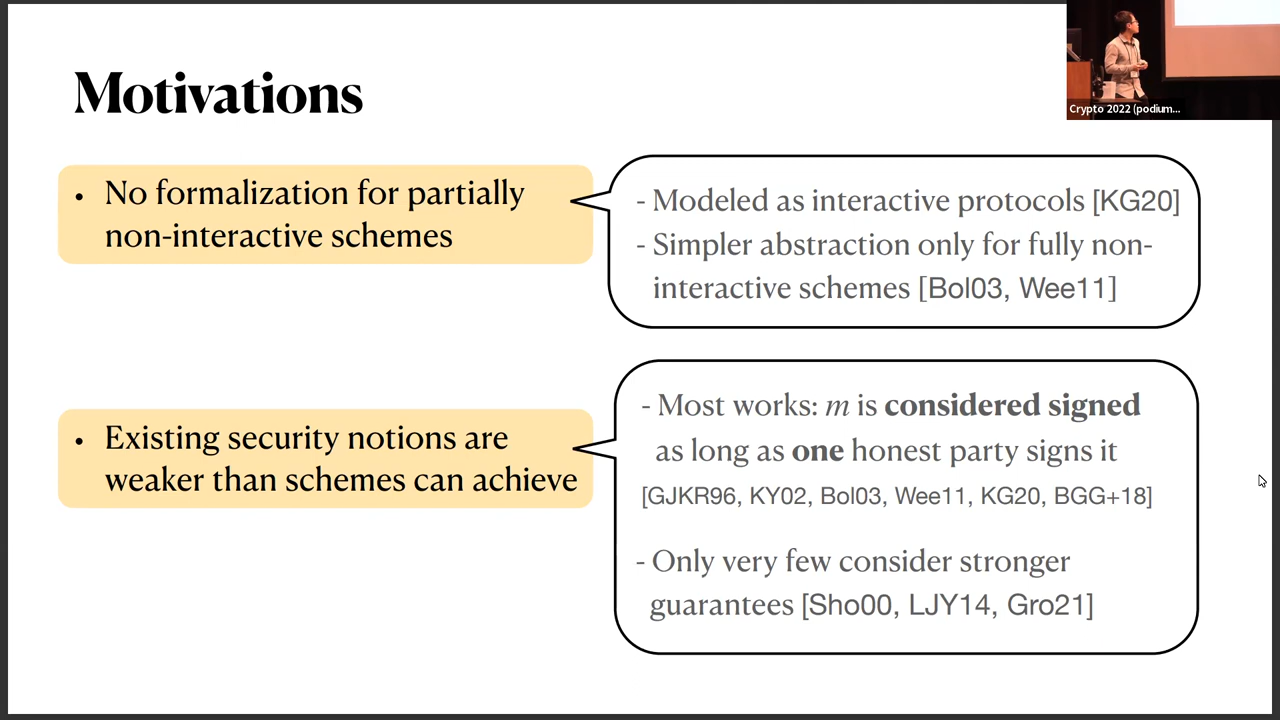 Motivations
Crypto 2022 (podium...
• No formalization for partially
non-interactive schemes
- Modeled as interactive protocols [KG20]
- Simpler abstraction only for fully non-
interactive schemes [Bol03, Wee11]
• Existing security notions are
weaker than schemes can achieve
- Most works: m is considered signed
as long as one honest party signs it
[GJKR96, KY02, Bol03, Wee11, KG20, BGG+18]
- Only very few consider stronger
guarantees [Sho00, LJY14, Gro21]